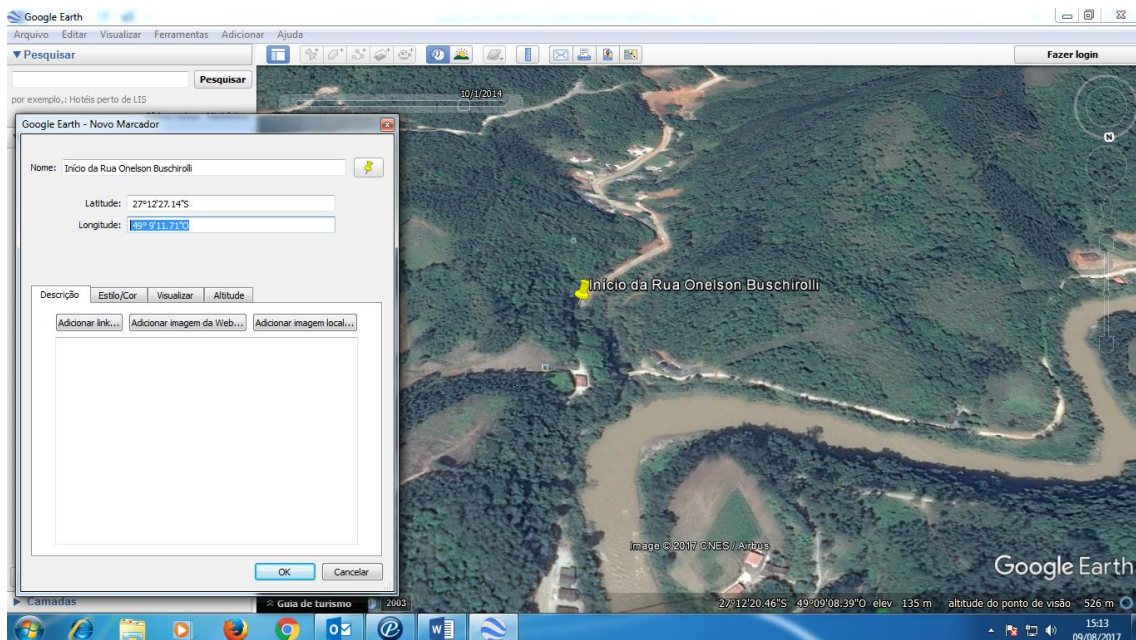 Google Earth
Arquivo Editar Visualizar Ferramentas Adicionar Ajuda
▼ Pesquisar
Fazer login
Pesquisar
por exemplo,: Hotéis perto de LIS
10/1/2014
Google Earth - Novo Marcador
Nome: Início da Rua Onelson Buschirolli
Latitude: 27°12'27.14"S
Longitude: 49° 9'11.71"O
Descrição Estilo/Cor Visualizar Altitude
Adicionar link... Adicionar imagem da Web... Adicionar imagem local...
OK Cancelar
N
Início da Rua Onelson Buschirolli
Image © 2017 CNES / Airbus
Google Earth
Camadas
Guia de turismo 2003
27°12'20.46"S 49°09'08.39"O elev 135 m altitude do ponto de visão 526 m
15:13
09/08/2017